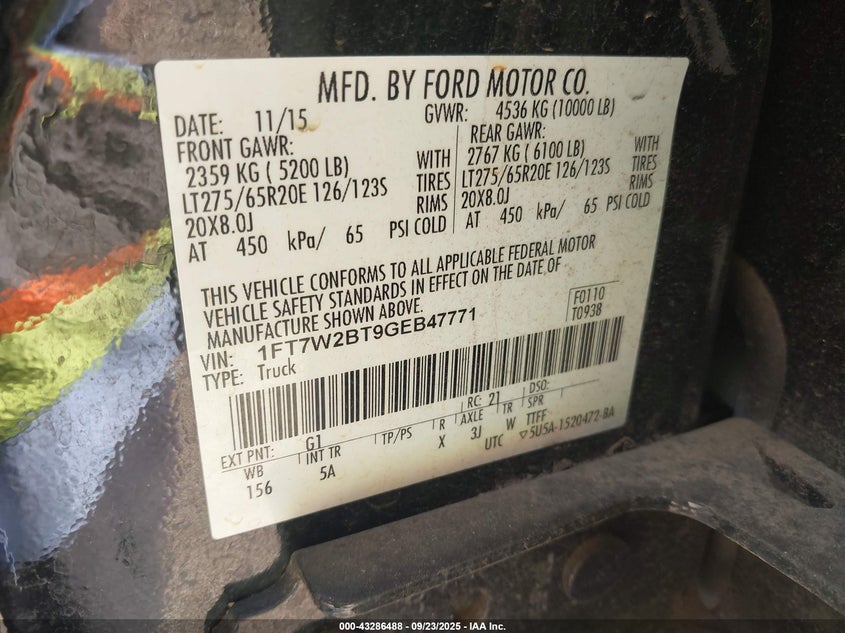 MFD. BY FORD MOTOR CO.
DATE: 11/15 GVWR: 4536 KG (10000 LB)
FRONT GAWR: REAR GAWR:
2359 KG ( 5200 LB) WITH 2767 KG ( 6100 LB) WITH
LT275/65R20E 126/123S TIRES LT275/65R20E 126/123S TIRES
20X8.0J RIMS 20X8.0J RIMS
AT 450 kPa/ 65 PSI COLD AT 450 kPa/ 65 PSI COLD
THIS VEHICLE CONFORMS TO ALL APPLICABLE FEDERAL MOTOR
VEHICLE SAFETY STANDARDS IN EFFECT ON THE DATE OF
MANUFACTURE SHOWN ABOVE.
F0110
T0938
VIN: 1FT7W2BT9GEB47771
TYPE: Truck
RC: 21 DSO:
EXT PNT: G1
WB INT TR TP/PS R AXLE TR SPR
156 5A X 3J W TTFF
UTC ▽5U5A-1520472-BA
000-43286488 - 09/23/2025 - IAA Inc.